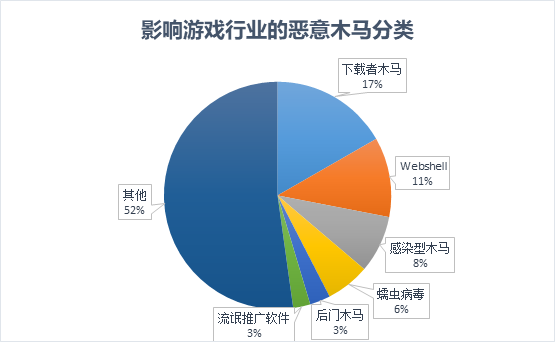 影响游戏行业的恶意木马分类
下载者木马
17%
Webshell
11%
感染型木马
8%
蠕虫病毒
6%
后门木马
3%
流氓推广软件
3%
其他
52%